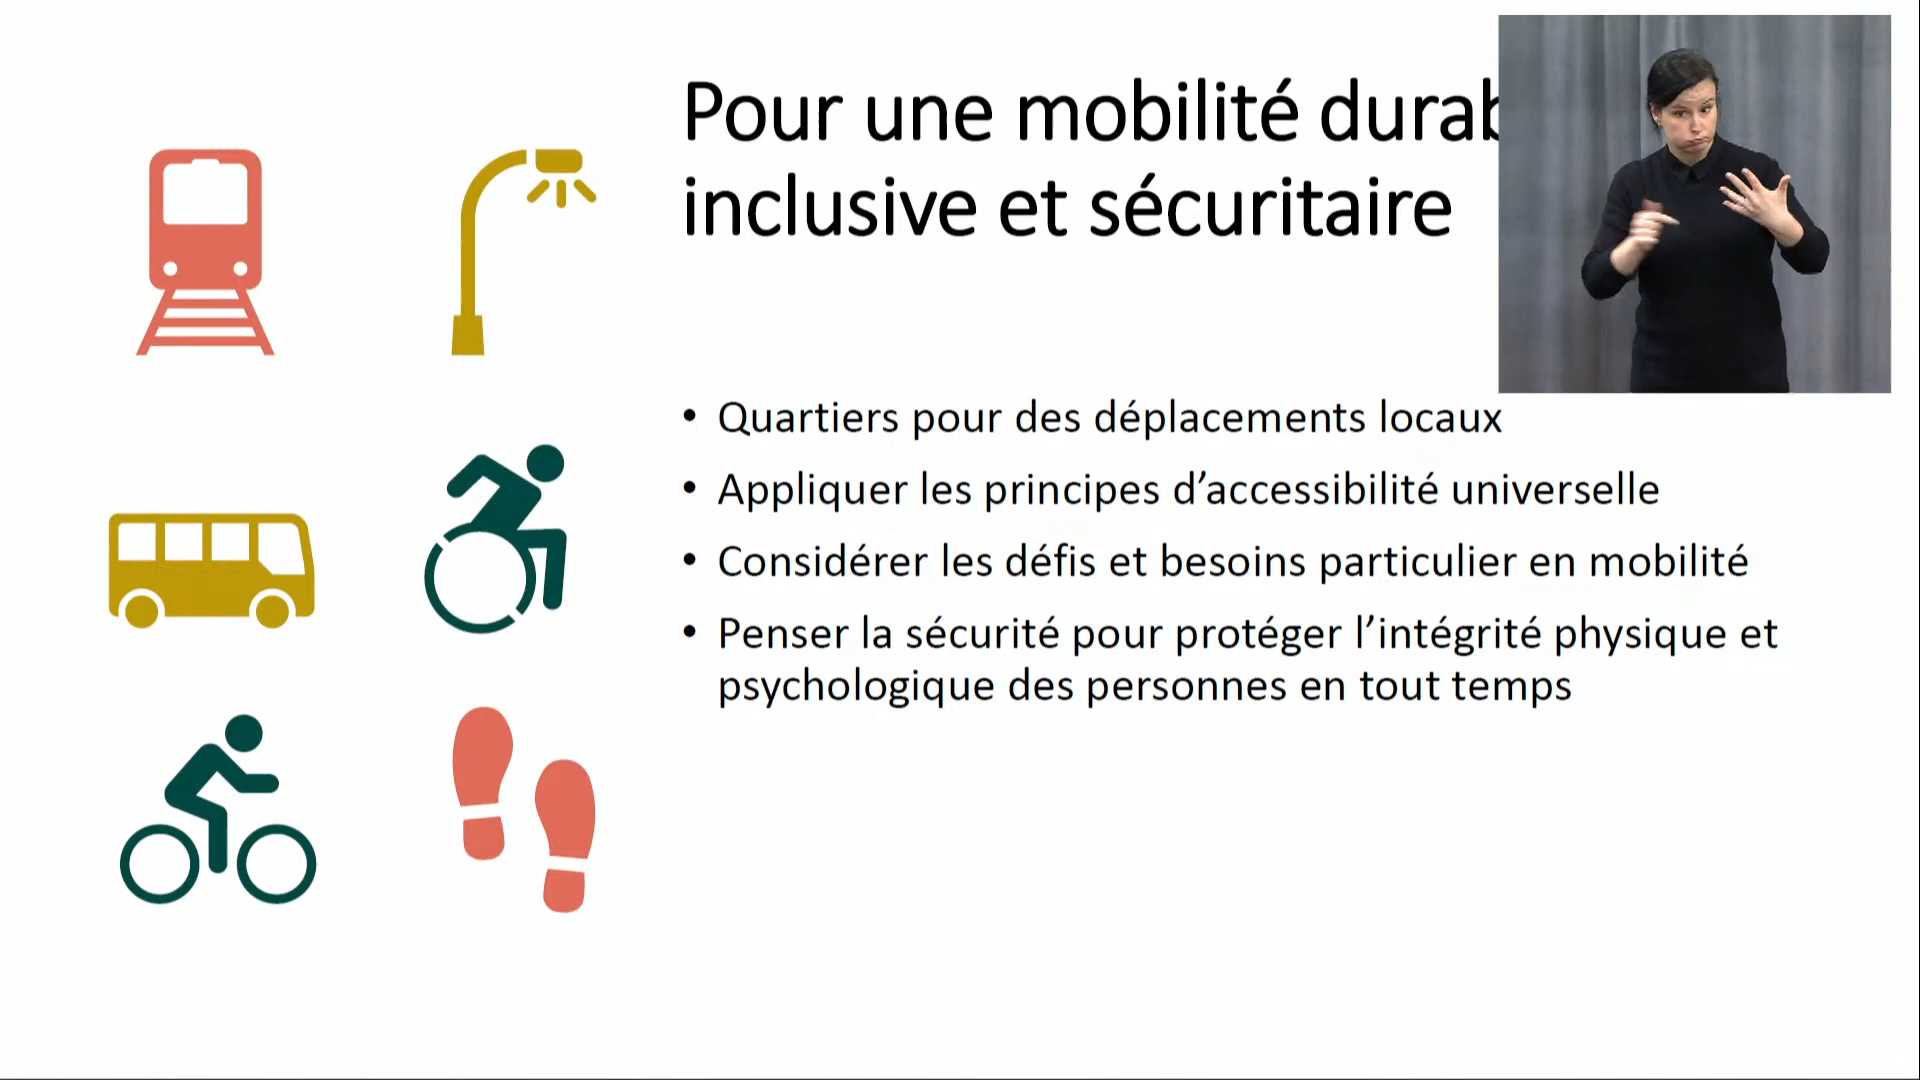 Pour une mobilité durab
inclusive et sécuritaire
• Quartiers pour des déplacements locaux
• Appliquer les principes d’accessibilité universelle
• Considérer les défis et besoins particulier en mobilité
• Penser la sécurité pour protéger l’intégrité physique et
psychologique des personnes en tout temps